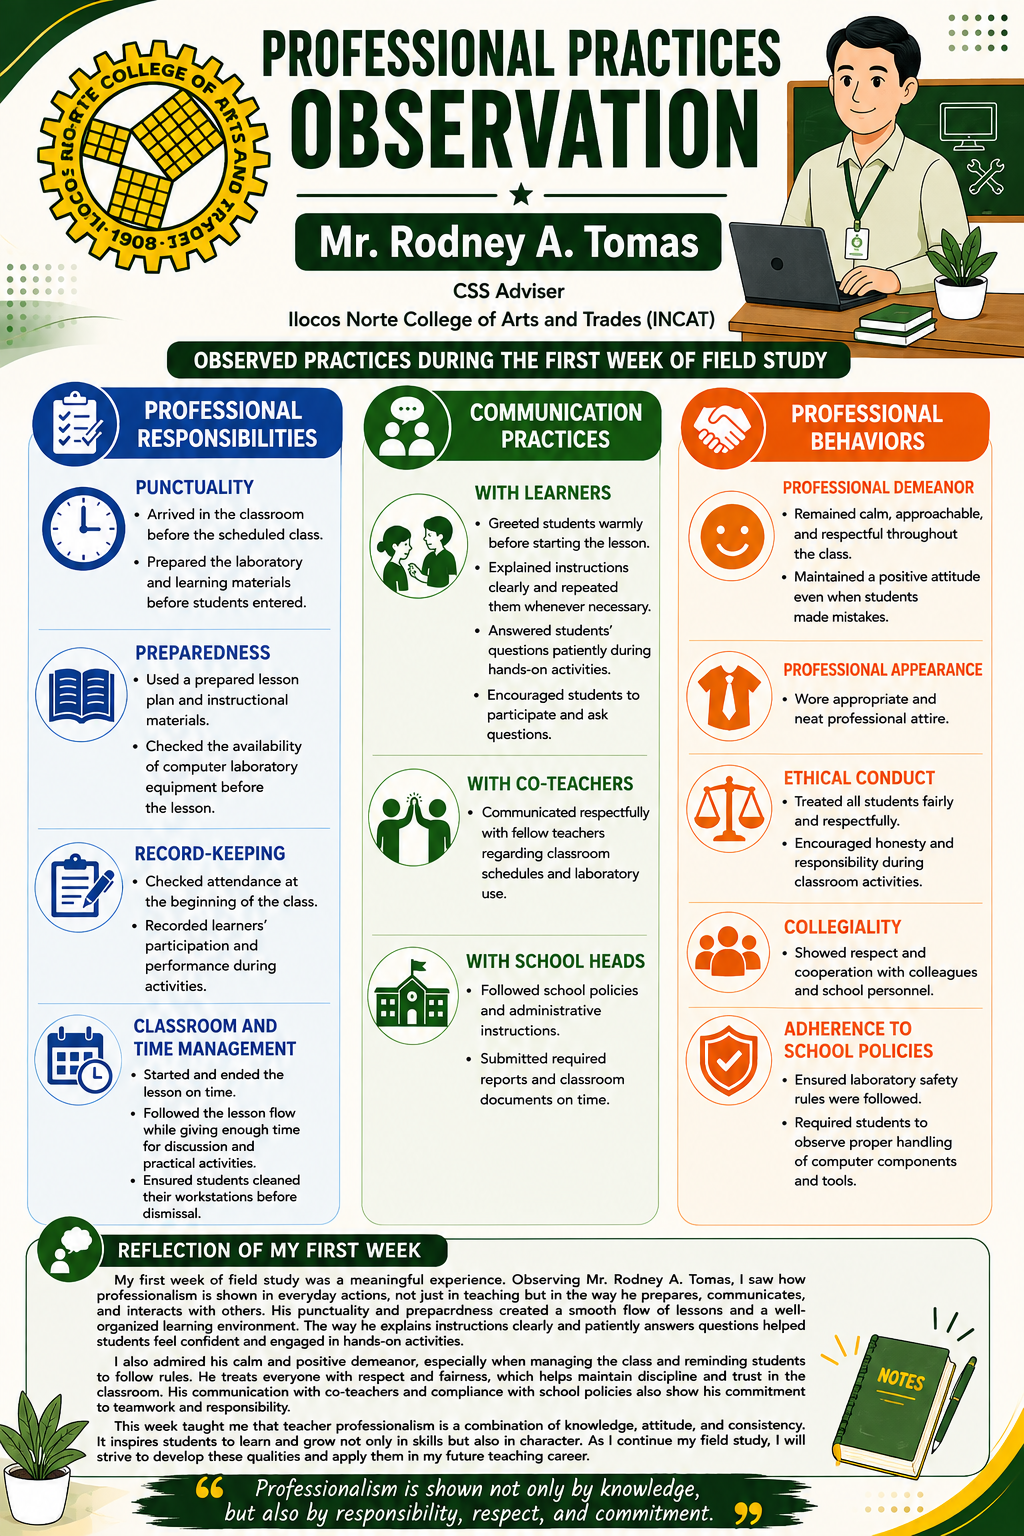 ILOCOS
COLLEGE OF ARTS AND
·1908·
PROFESSIONAL PRACTICES
OBSERVATION
Mr. Rodney A. Tomas
CSS Adviser
Ilocos Norte College of Arts and Trades (INCAT)
OBSERVED PRACTICES DURING THE FIRST WEEK OF FIELD STUDY
PROFESSIONAL
RESPONSIBILITIES
PUNCTUALITY
• Arrived in the classroom
before the scheduled class.
• Prepared the laboratory
and learning materials
before students entered.
PREPAREDNESS
• Used a prepared lesson
plan and instructional
materials.
• Checked the availability
of computer laboratory
equipment before
the lesson.
RECORD-KEEPING
• Checked attendance at
the beginning of the class.
• Recorded learners'
participation and
performance during
activities.
CLASSROOM AND
TIME MANAGEMENT
• Started and ended the
lesson on time.
• Followed the lesson flow
while giving enough time
for discussion and
practical activities.
• Ensured students cleaned
their workstations before
dismissal.
COMMUNICATION
PRACTICES
WITH LEARNERS
• Greeted students warmly
before starting the lesson.
• Explained instructions
clearly and repeated
them whenever necessary.
• Answered students'
questions patiently during
hands-on activities.
• Encouraged students to
participate and ask
questions.
WITH CO-TEACHERS
• Communicated respectfully
with fellow teachers
regarding classroom
schedules and laboratory
use.
WITH SCHOOL HEADS
• Followed school policies
and administrative
instructions.
• Submitted required
reports and classroom
documents on time.
PROFESSIONAL
BEHAVIORS
PROFESSIONAL DEMEANOR
• Remained calm, approachable,
and respectful throughout
the class.
• Maintained a positive attitude
even when students
made mistakes.
PROFESSIONAL APPEARANCE
• Wore appropriate and
neat professional attire.
ETHICAL CONDUCT
• Treated all students fairly
and respectfully.
• Encouraged honesty and
responsibility during
classroom activities.
COLLEGIALITY
• Showed respect and
cooperation with colleagues
and school personnel.
ADHERENCE TO
SCHOOL POLICIES
• Ensured laboratory safety
rules were followed.
• Required students to
observe proper handling
of computer components
and tools.
REFLECTION OF MY FIRST WEEK
My first week of field study was a meaningful experience. Observing Mr. Rodney A. Tomas, I saw how
professionalism is shown in everyday actions, not just in teaching but in the way he prepares, communicates,
and interacts with others. His punctuality and preparedness created a smooth flow of lessons and a well-
organized learning environment. The way he explains instructions clearly and patiently answers questions helped
students feel confident and engaged in hands-on activities.
I also admired his calm and positive demeanor, especially when managing the class and reminding students
to follow rules. He treats everyone with respect and fairness, which helps maintain discipline and trust in the
classroom. His communication with co-teachers and compliance with school policies also show his commitment
to teamwork and responsibility.
This week taught me that teacher professionalism is a combination of knowledge, attitude, and consistency.
It inspires students to learn and grow not only in skills but also in character. As I continue my field study, I will
strive to develop these qualities and apply them in my future teaching career.
NOTES
“Professionalism is shown not only by knowledge,
but also by responsibility, respect, and commitment.”